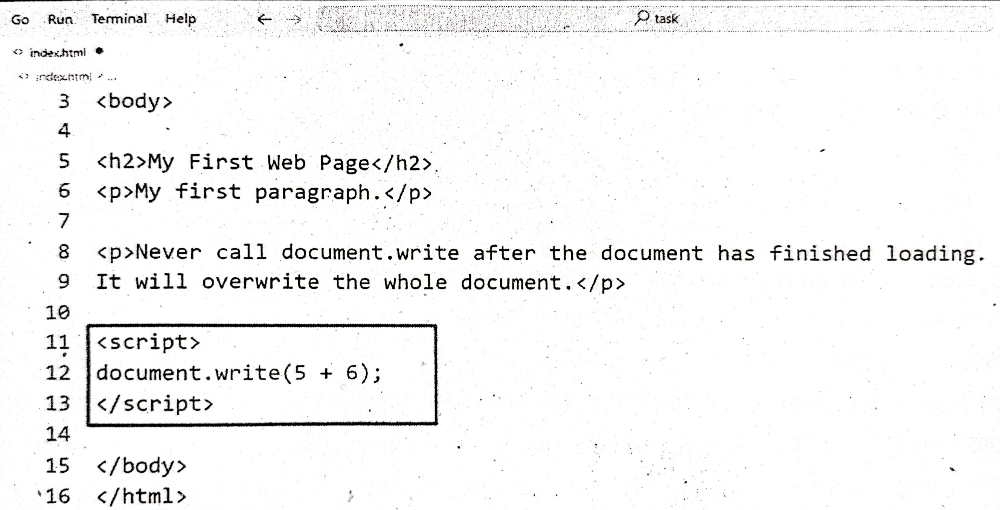 Go Run Terminal Help ← → task
<> index.html ●
<> index.html > ...
3 <body>
4
5 <h2>My First Web Page</h2>
6 <p>My first paragraph.</p>
7
8 <p>Never call document.write after the document has finished loading.
9 It will overwrite the whole document.</p>
10
11 <script>
12 document.write(5 + 6);
13 </script>
14
15 </body>
16 </html>